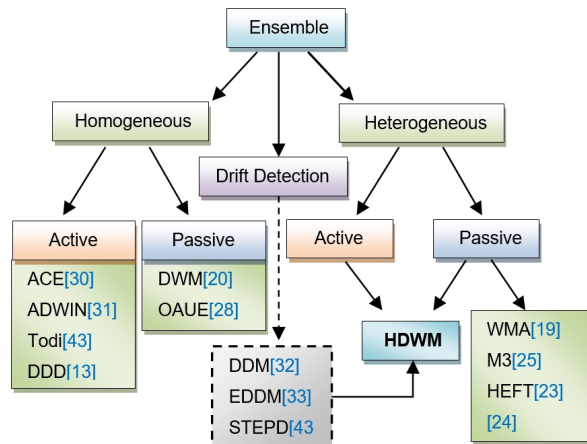 Ensemble
Homogeneous
Heterogeneous
Drift Detection
Active
Passive
Active
Passive
ACE[30]
ADWIN[31]
Todi[43]
DDD[13]
DWM[20]
OAUE[28]
HDWM
WMA[19]
M3[25]
HEFT[23]
[24]
DDM[32]
EDDM[33]
STEPD[43